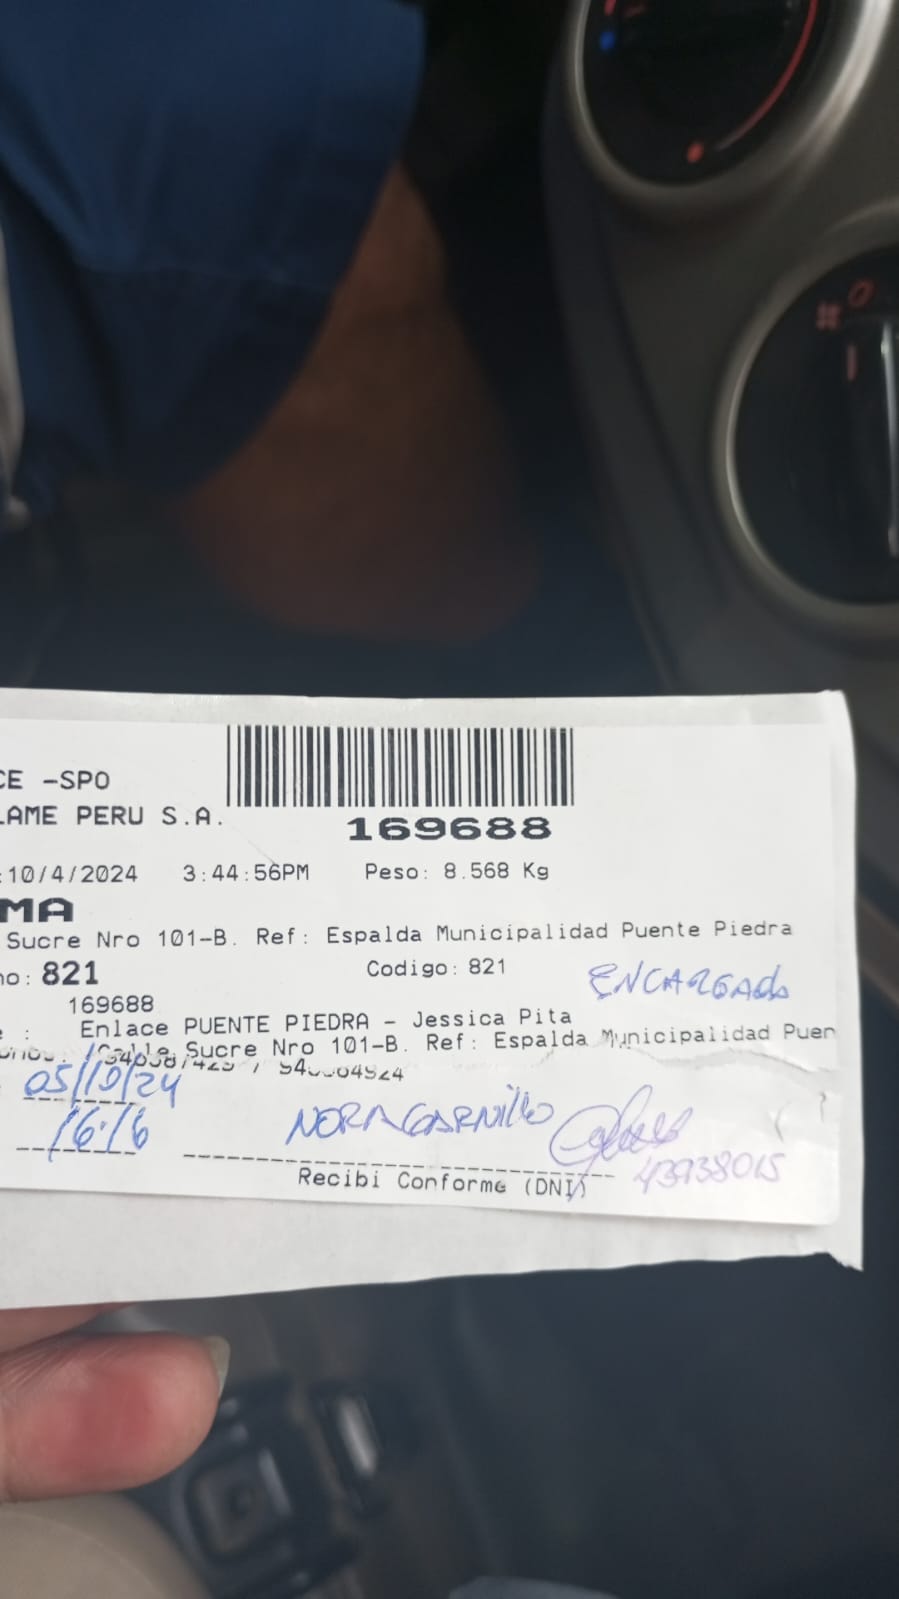 CE -SPO
LAME PERU S.A.
169688
:10/4/2024 3:44:56PM Peso: 8.568 Kg
MA
Sucre Nro 101-B. Ref: Espalda Municipalidad Puente Piedra
no: 821 Codigo: 821
ENCARGADA
169688
e : Enlace PUENTE PIEDRA - Jessica Pita
Calle Sucre Nro 101-B. Ref: Espalda Municipalidad Puen
05/10/24
16:16
NORA
Recibi Conforme (DNI)
43938015